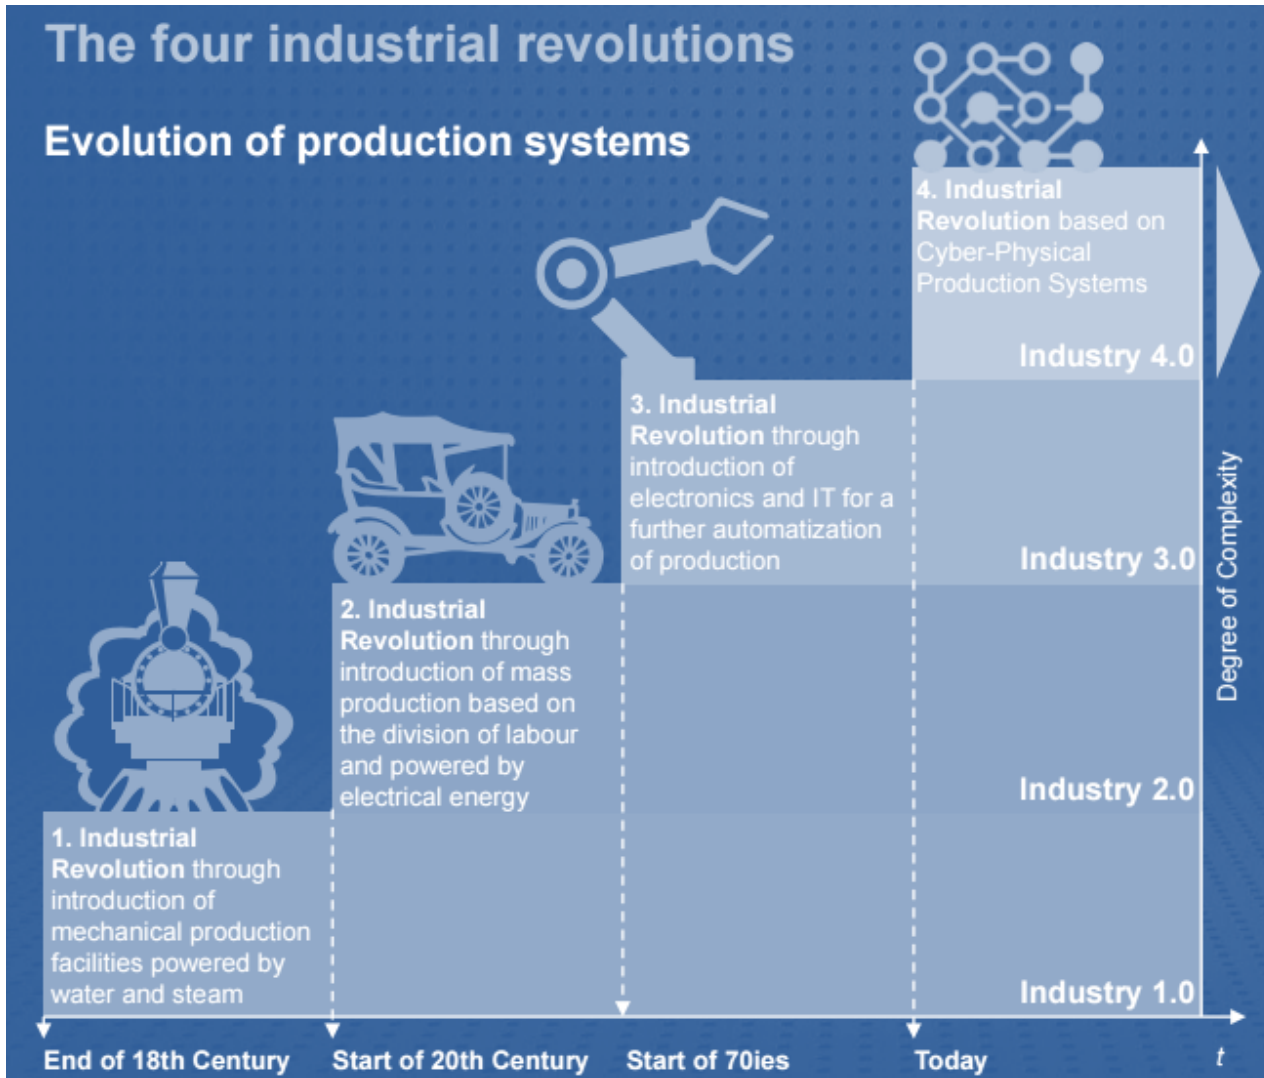 The four industrial revolutions
Evolution of production systems
4. Industrial
Revolution based on
Cyber-Physical
Production Systems
Industry 4.0
3. Industrial
Revolution through
introduction of
electronics and IT for a
further automatization
of production
Industry 3.0
Degree of Complexity
2. Industrial
Revolution through
introduction of mass
production based on
the division of labour
and powered by
electrical energy
Industry 2.0
1. Industrial
Revolution through
introduction of
mechanical production
facilities powered by
water and steam
Industry 1.0
End of 18th Century
Start of 20th Century
Start of 70ies
Today
t